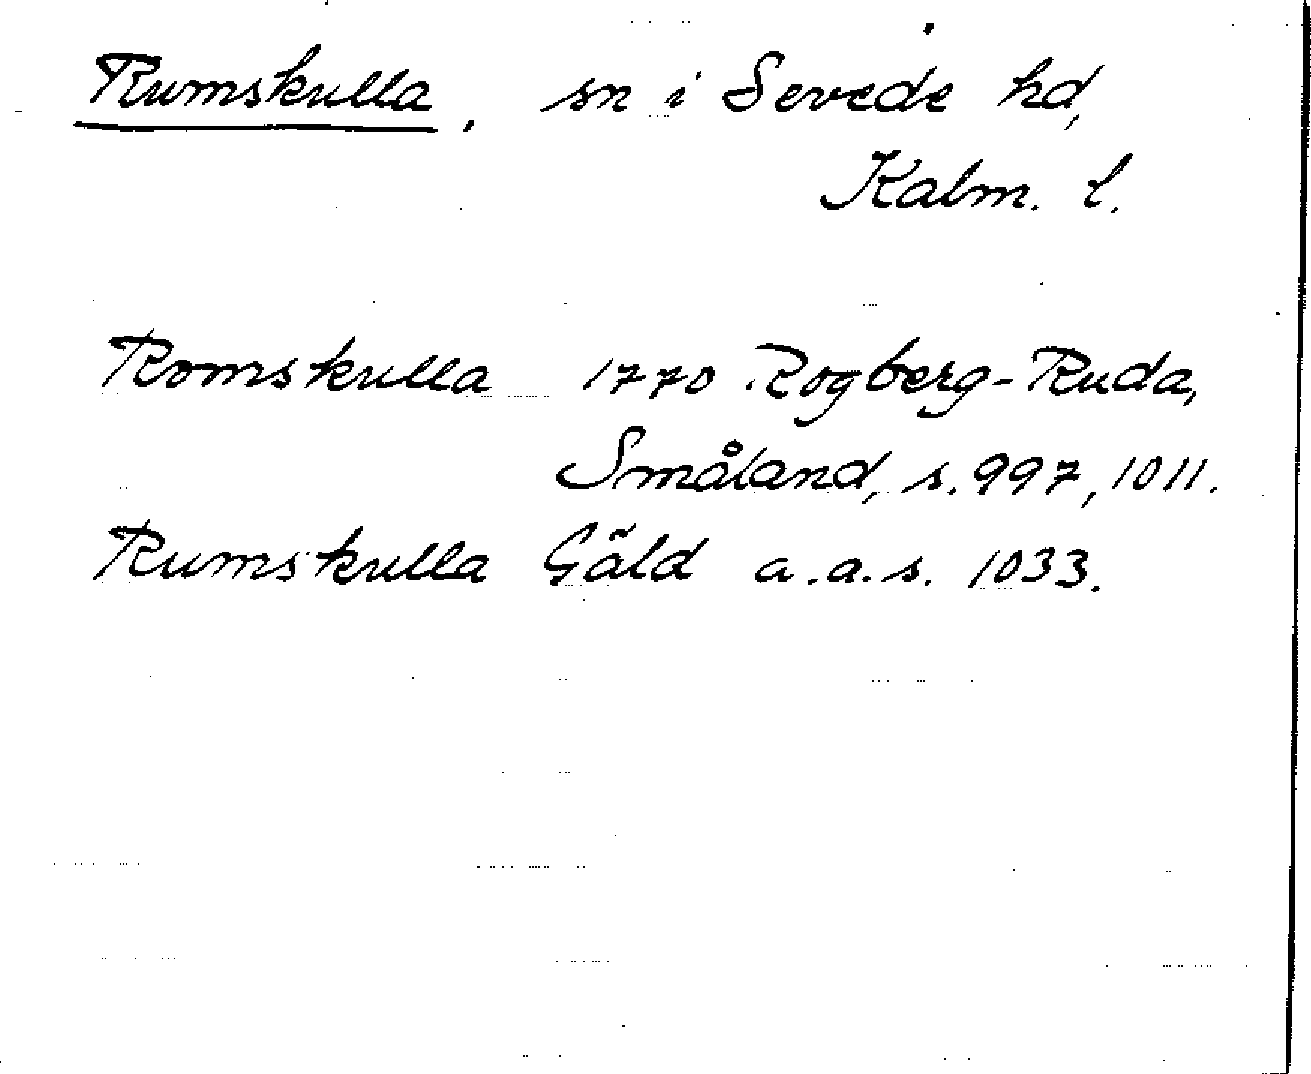 Rumskulla, sn i Sevede hd,
Kalm. l.
Romskulla 1770 Rogberg-Ruda,
Småland, s. 997, 1011.
Rumskulla Gäld a.a.s. 1033.